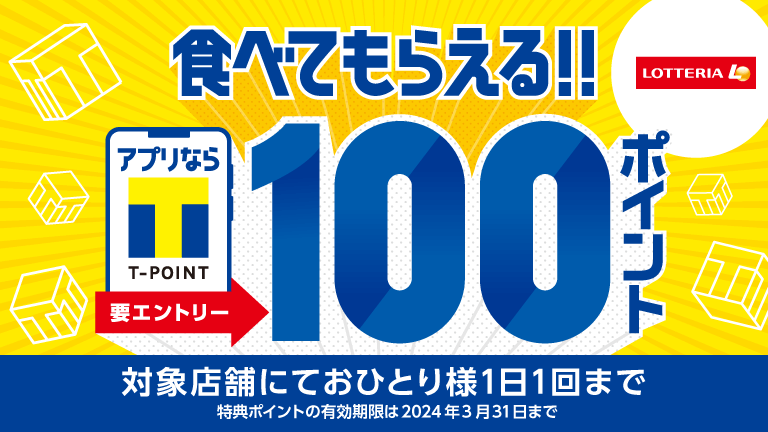 食べてもらえる!!
LOTTERIA
アプリなら
T-POINT
要エントリー
100
ポイント
対象店舗にておひとり様1日1回まで
特典ポイントの有効期限は2024年3月31日まで